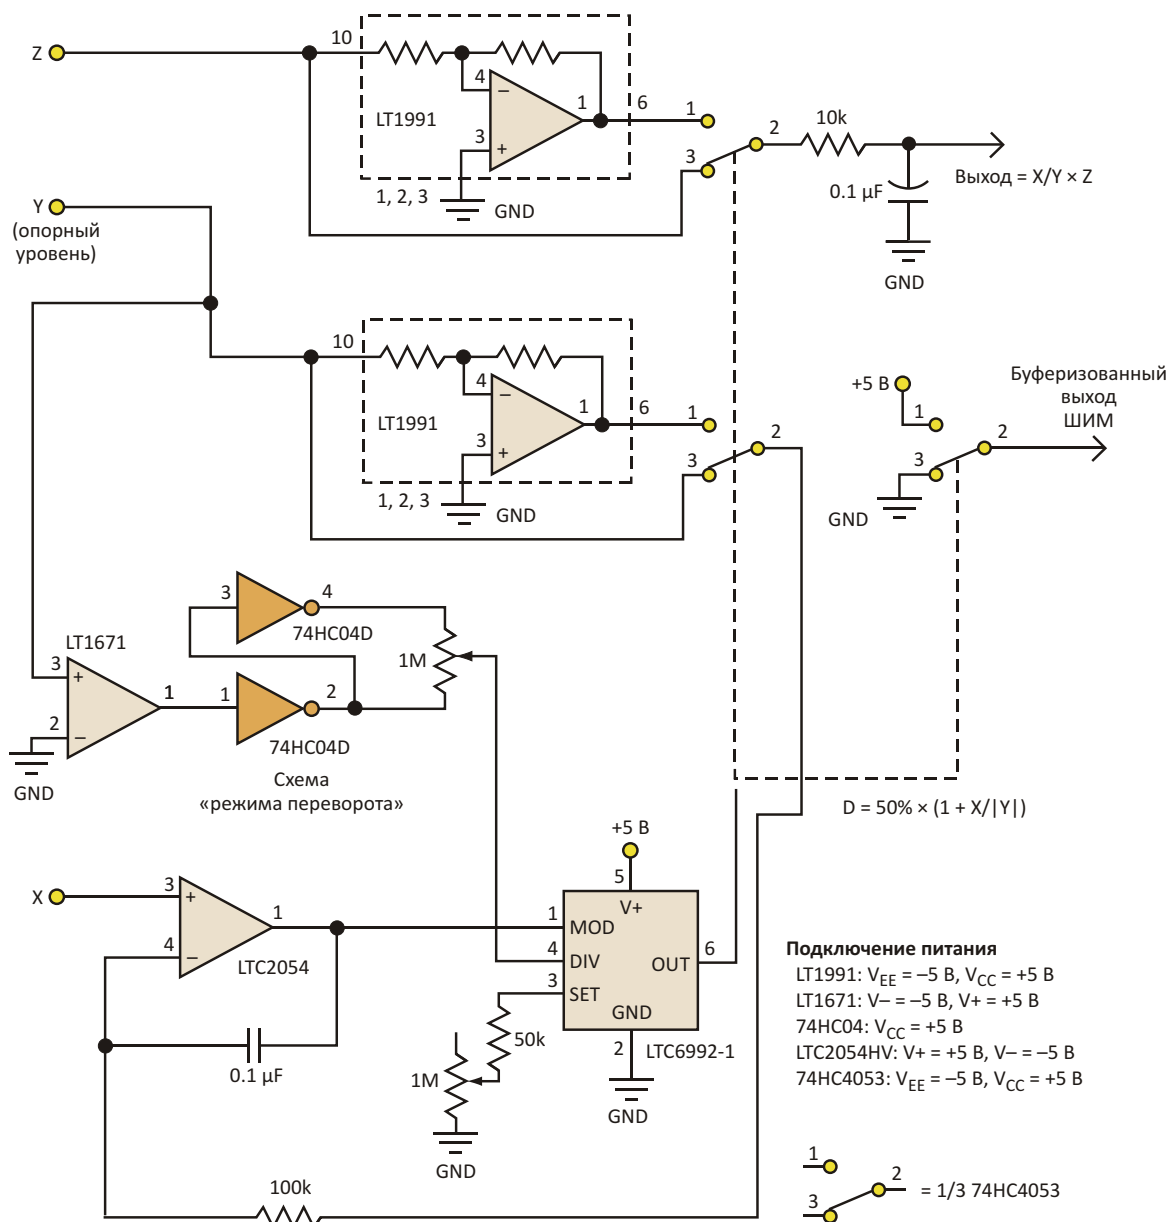 Z
10
4
–
LT1991
3
+
1
6
1, 2, 3
GND
1
3
2
10k
0.1 µF
GND
Выход = X/Y × Z
Y
(опорный
уровень)
10
4
–
LT1991
3
+
1
6
1, 2, 3
GND
1
3
2
+5 В
1
3
2
GND
Буферизованный
выход
ШИМ
3
4
74HC04D
LT1671
3
+
2
–
1
GND
1
2
74HC04D
1M
Схема
«режима переворота»
D = 50% × (1 + X/|Y|)
X
3
+
4
–
1
LTC2054
0.1 µF
+5 В
5
V+
1
MOD
4
DIV
3
SET
OUT
6
GND
2
LTC6992-1
GND
50k
1M
GND
100k
Подключение питания
LT1991: VEE = –5 В, VCC = +5 В
LT1671: V– = –5 В, V+ = +5 В
74HC04: VCC = +5 В
LTC2054HV: V+ = +5 В, V– = –5 В
74HC4053: VEE = –5 В, VCC = +5 В
1
3
2
= 1/3 74HC4053